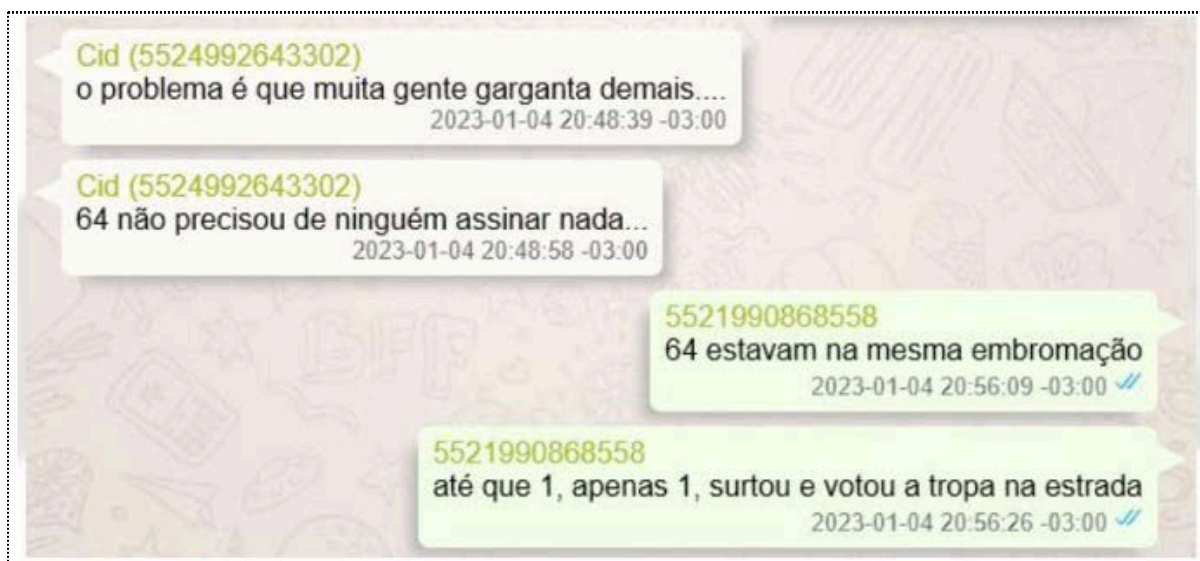 Cid (5524992643302)
o problema é que muita gente garganta demais....
2023-01-04 20:48:39 -03:00
Cid (5524992643302)
64 não precisou de ninguém assinar nada...
2023-01-04 20:48:58 -03:00
5521990868558
64 estavam na mesma embromação
2023-01-04 20:56:09 -03:00
5521990868558
até que 1, apenas 1, surtou e votou a tropa na estrada
2023-01-04 20:56:26 -03:00